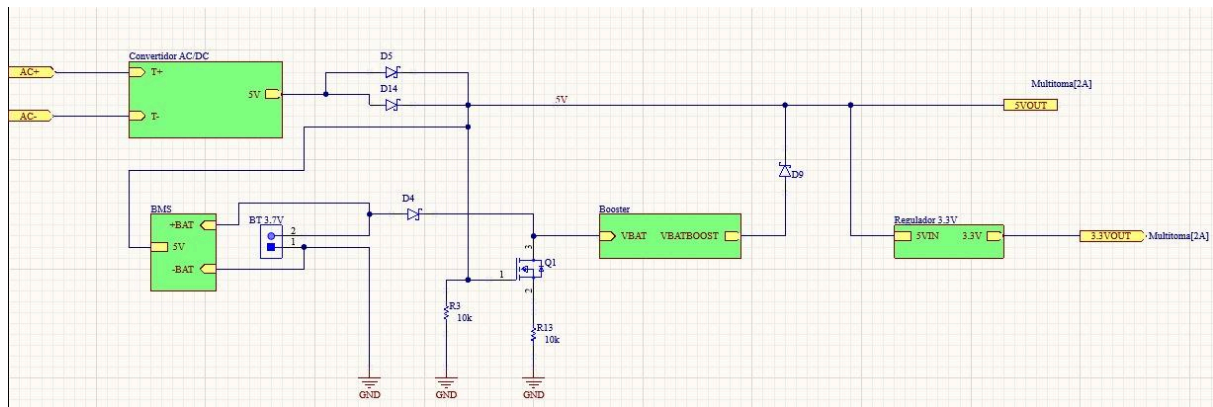 Convertidor AC/DC
D5
AC+
T+
D14
Multitoma[2A]
5V
5V
5VOUT
AC-
T-
D9
D4
BMS
BT 3.7V
Booster
Regulador 3.3V
+BAT
2
VBAT
VBATBOOST
5VIN
3.3V
3.3VOUT
Multitoma[2A]
5V
1
3
-BAT
Q1
1
2
R3
10k
R13
10k
GND
GND
GND